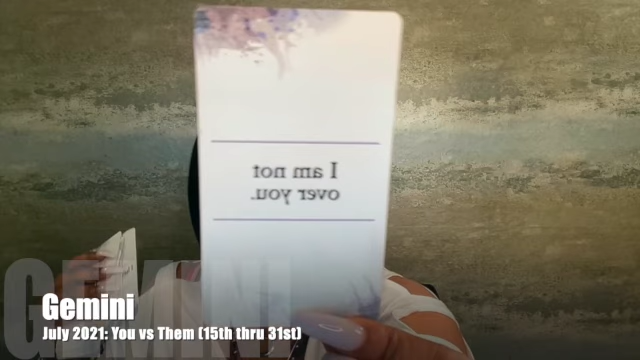 I am not
over you.
GEMINI
Gemini
July 2021: You vs Them (15th thru 31st)